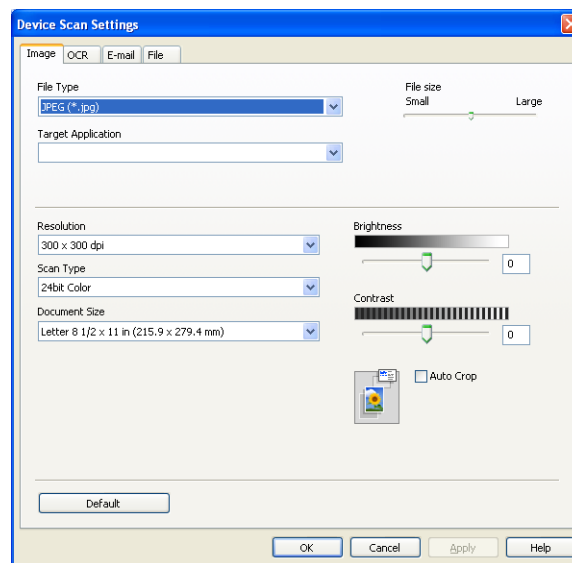 Device Scan Settings
Image OCR E-mail File
File Type
JPEG (*.jpg)
File size
Small Large
Target Application
Resolution
300 x 300 dpi
Scan Type
24bit Color
Document Size
Letter 8 1/2 x 11 in (215.9 x 279.4 mm)
Brightness
0
Contrast
0
Auto Crop
Default
OK Cancel Apply Help